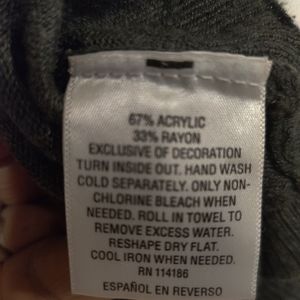 67% ACRYLIC
33% RAYON
EXCLUSIVE OF DECORATION
TURN INSIDE OUT. HAND WASH
COLD SEPARATELY. ONLY NON-
CHLORINE BLEACH WHEN
NEEDED. ROLL IN TOWEL TO
REMOVE EXCESS WATER.
RESHAPE DRY FLAT.
COOL IRON WHEN NEEDED.
RN 114186
ESPAÑOL EN REVERSO